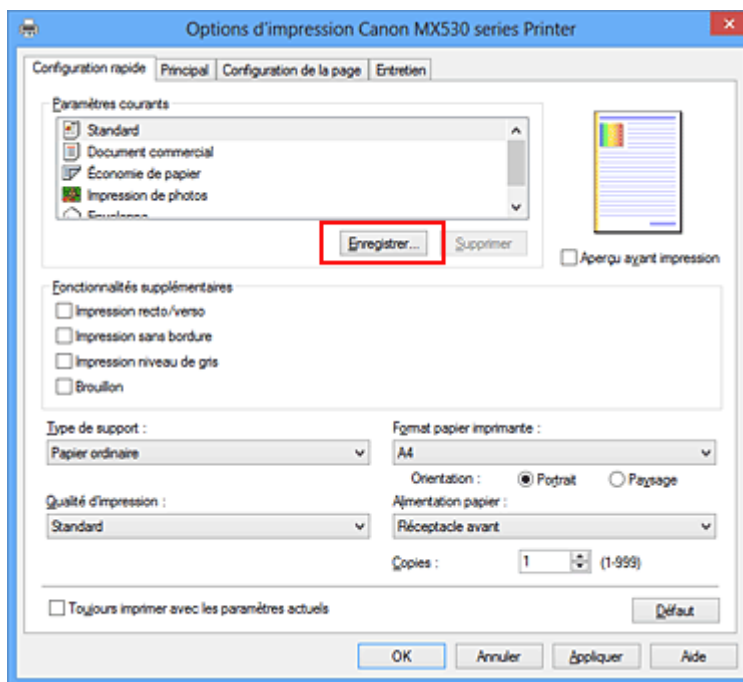 Options d'impression Canon MX530 series Printer
Configuration rapide Principal Configuration de la page Entretien
Paramètres courants
Standard
Document commercial
Économie de papier
Impression de photos
Enregistrer... Supprimer
Aperçu avant impression
Fonctionnalités supplémentaires
Impression recto/verso
Impression sans bordure
Impression niveau de gris
Brouillon
Type de support : Format papier imprimante :
Papier ordinaire A4
Orientation : Portrait Paysage
Qualité d'impression : Alimentation papier :
Standard Réceptacle avant
Copies : 1 (1-999)
Toujours imprimer avec les paramètres actuels Défaut
OK Annuler Appliquer Aide